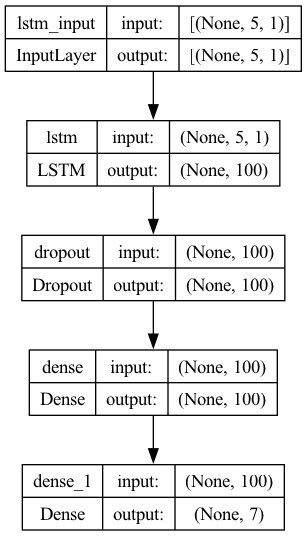 lstm_input input: [(None, 5, 1)]
InputLayer output: [(None, 5, 1)]
lstm input: (None, 5, 1)
LSTM output: (None, 100)
dropout input: (None, 100)
Dropout output: (None, 100)
dense input: (None, 100)
Dense output: (None, 100)
dense_1 input: (None, 100)
Dense output: (None, 7)